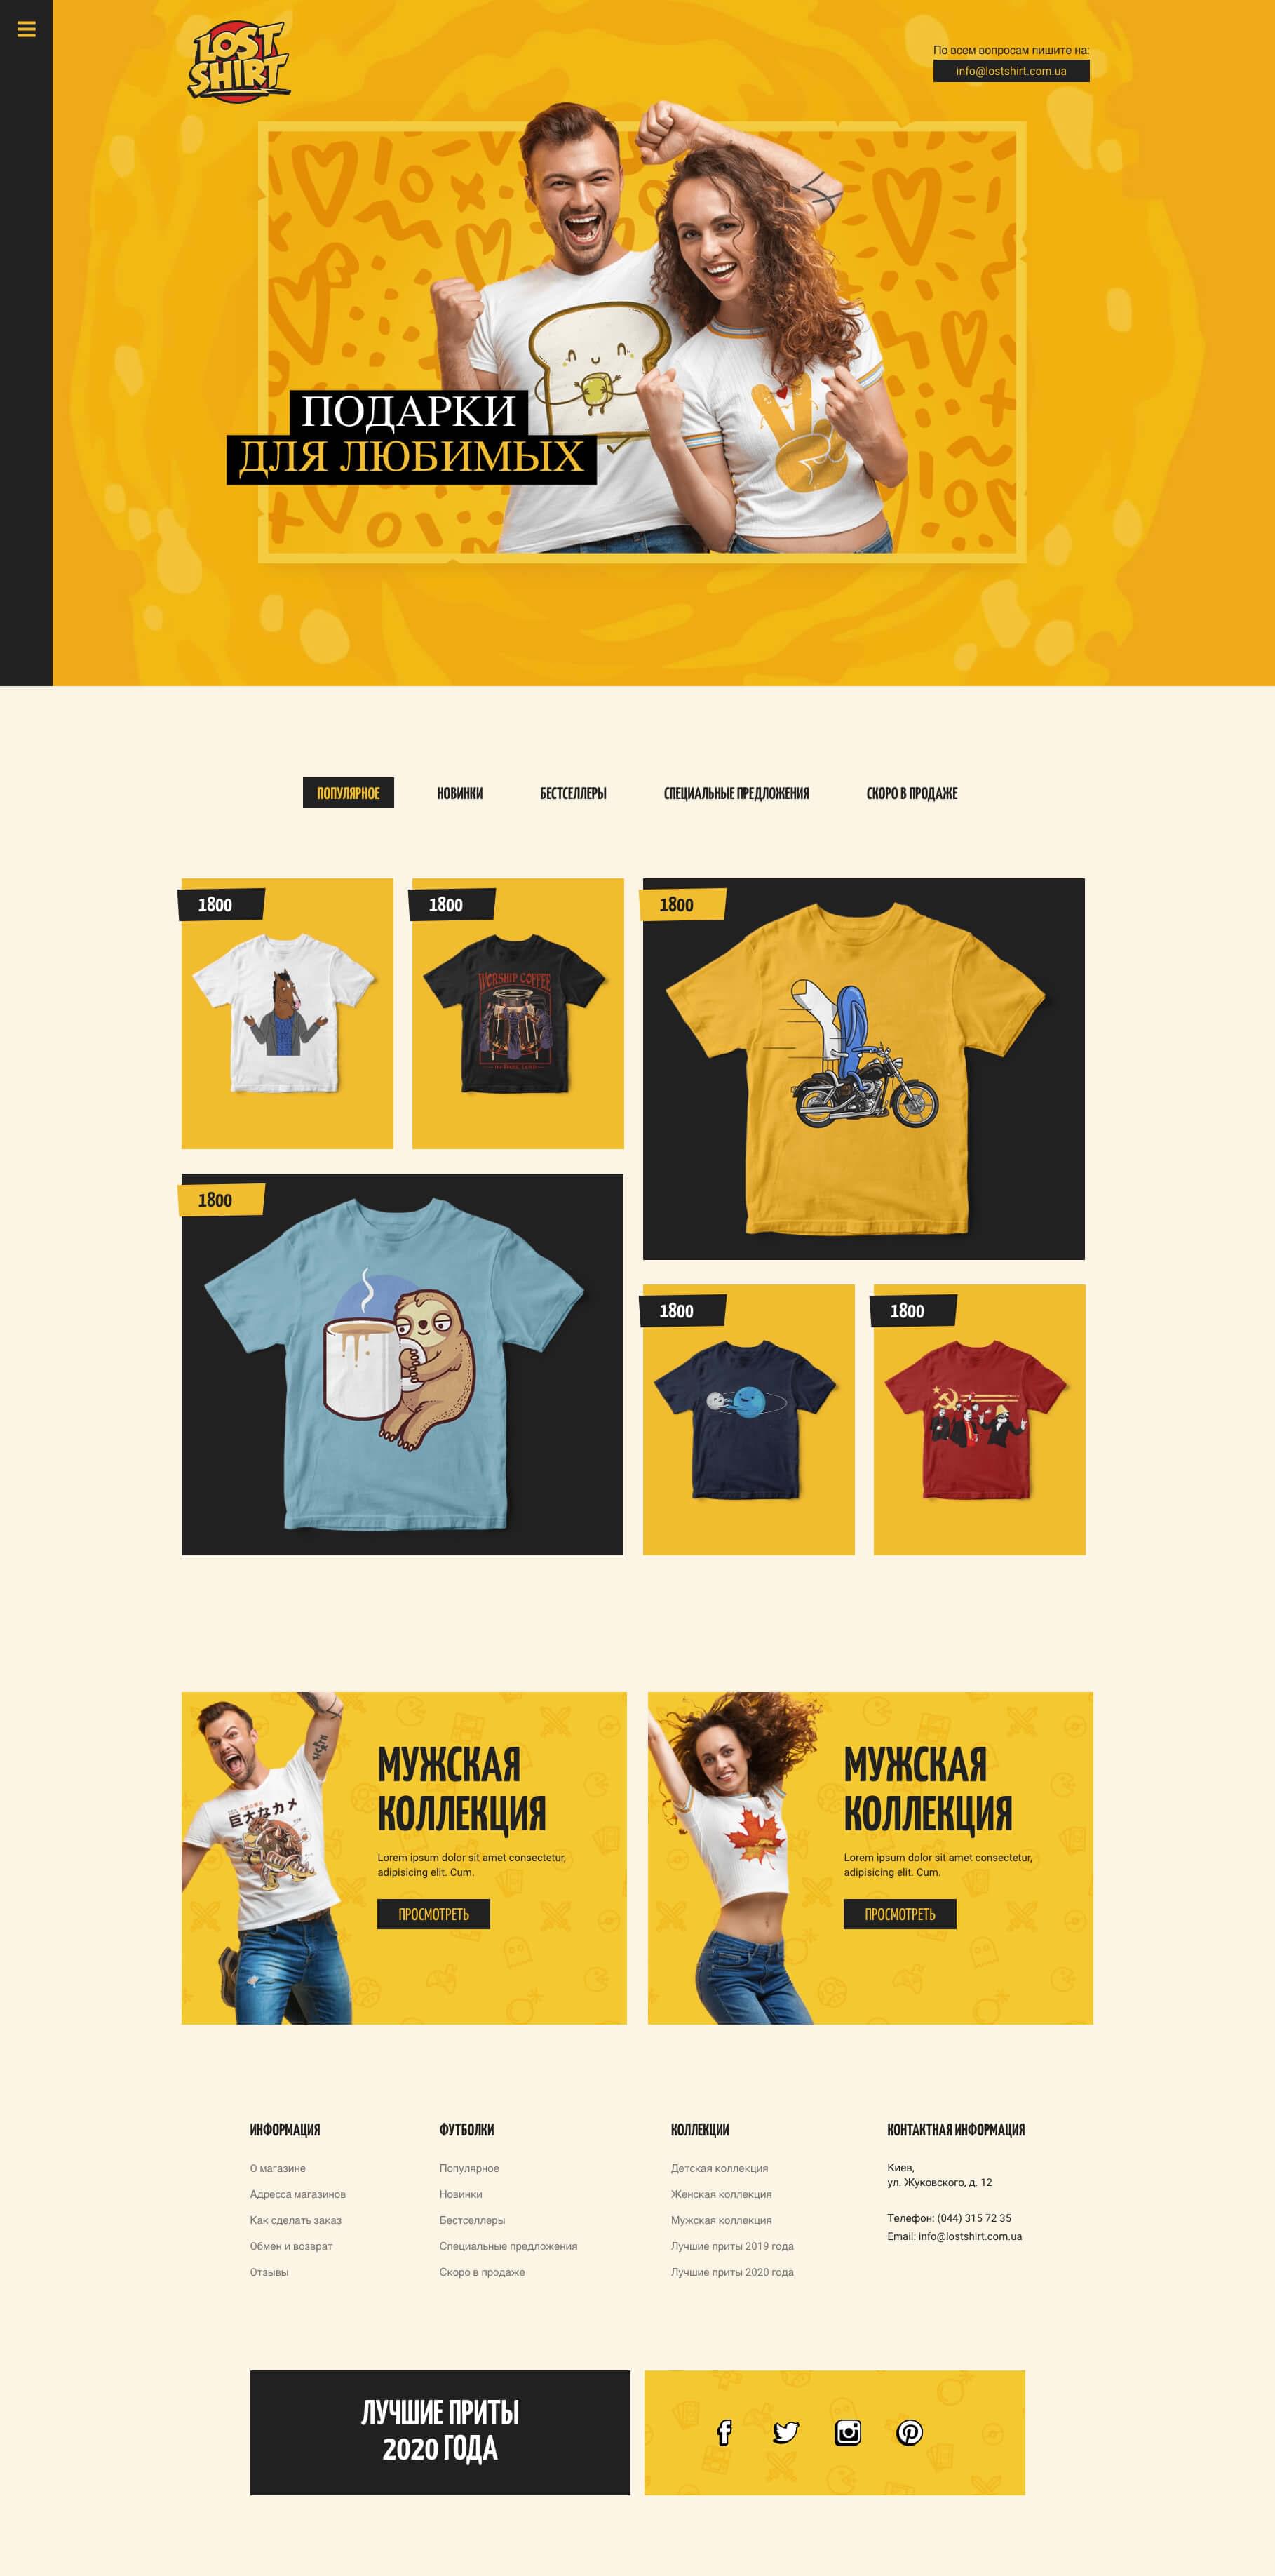 LOST
SHIRT
По всем вопросам пишите на:
info@lostshirt.com.ua
ПОДАРКИ
ДЛЯ ЛЮБИМЫХ
ПОПУЛЯРНОЕ
НОВИНКИ
БЕСТСЕЛЛЕРЫ
СПЕЦИАЛЬНЫЕ ПРЕДЛОЖЕНИЯ
СКОРО В ПРОДАЖЕ
1800
1800
1800
WORSHIP COFFEE
1800
1800
1800
巨大なカメ
МУЖСКАЯ
КОЛЛЕКЦИЯ
Lorem ipsum dolor sit amet consectetur,
adipisicing elit. Cum.
ПРОСМОТРЕТЬ
МУЖСКАЯ
КОЛЛЕКЦИЯ
Lorem ipsum dolor sit amet consectetur,
adipisicing elit. Cum.
ПРОСМОТРЕТЬ
ИНФОРМАЦИЯ
О магазине
Адресса магазинов
Как сделать заказ
Обмен и возврат
Отзывы
ФУТБОЛКИ
Популярное
Новинки
Бестселлеры
Специальные предложения
Скоро в продаже
КОЛЛЕКЦИИ
Детская коллекция
Женская коллекция
Мужская коллекция
Лучшие приты 2019 года
Лучшие приты 2020 года
КОНТАКТНАЯ ИНФОРМАЦИЯ
Киев,
ул. Жуковского, д. 12
Телефон: (044) 315 72 35
Email: info@lostshirt.com.ua
ЛУЧШИЕ ПРИТЫ
2020 ГОДА